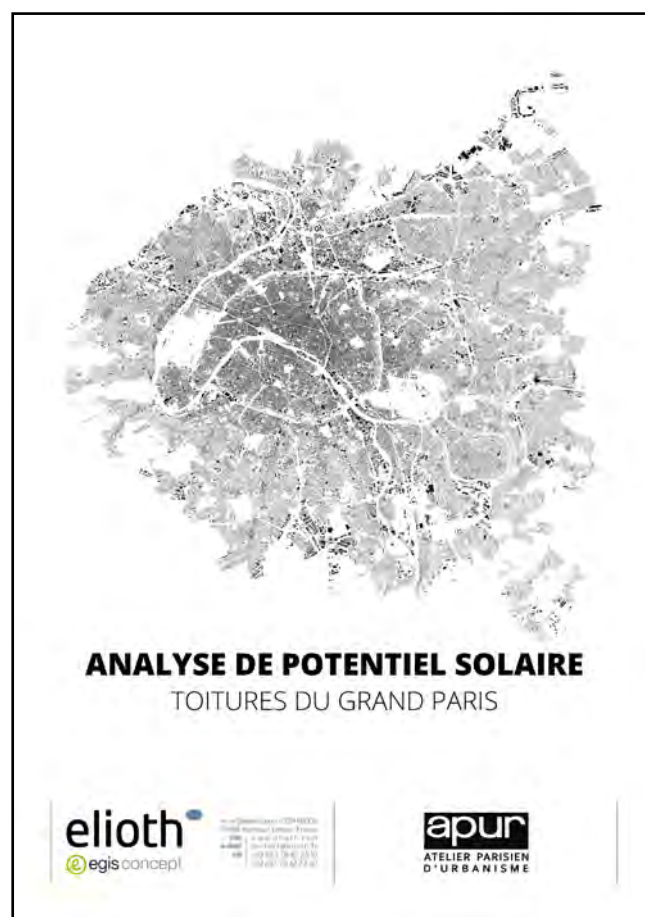 ANALYSE DE POTENTIEL SOLAIRE
TOITURES DU GRAND PARIS
elioth
egis concept
apur
ATELIER PARISIEN
D'URBANISME